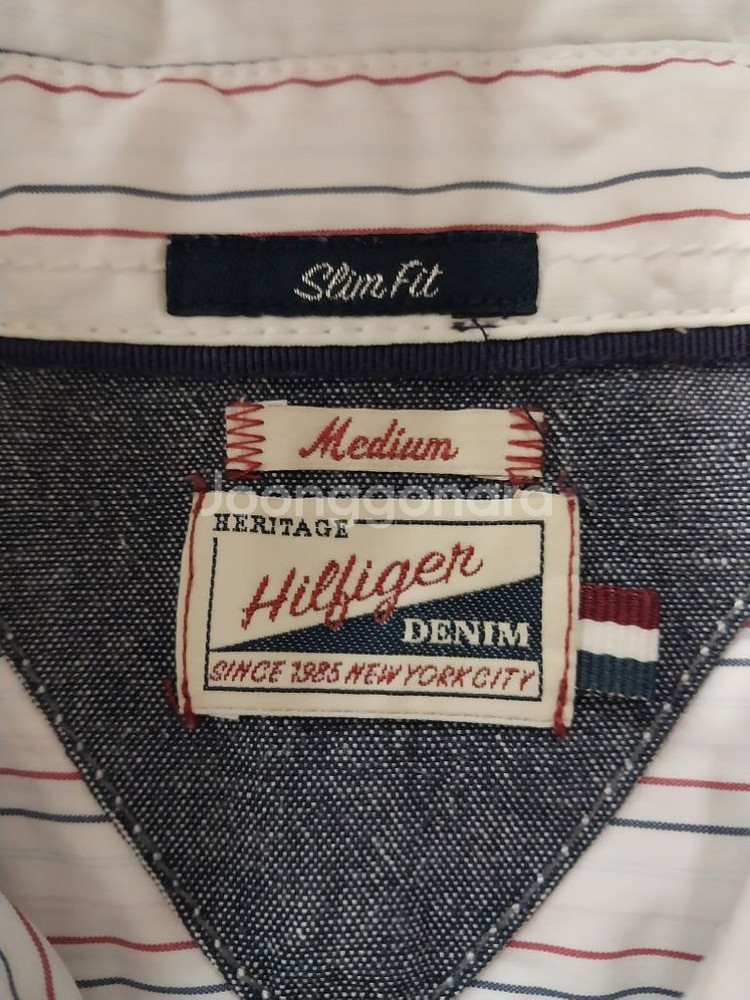 Slim Fit
Medium
Joonggonara
HERITAGE
Hilfiger
DENIM
SINCE 1985 NEW YORK CITY